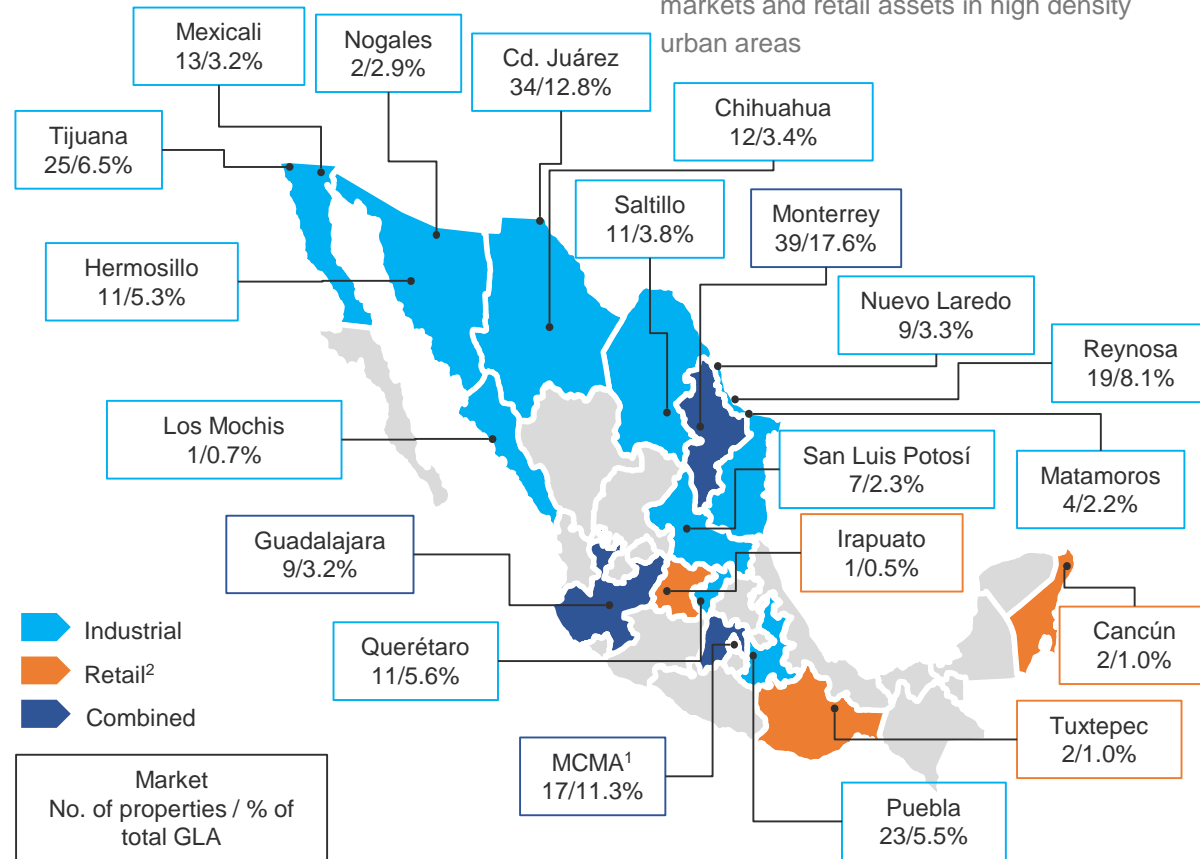 markets and retail assets in high density
urban areas
Mexicali
13/3.2%
Nogales
2/2.9%
Cd. Juárez
34/12.8%
Chihuahua
12/3.4%
Tijuana
25/6.5%
Saltillo
11/3.8%
Monterrey
39/17.6%
Hermosillo
11/5.3%
Nuevo Laredo
9/3.3%
Reynosa
19/8.1%
Los Mochis
1/0.7%
San Luis Potosí
7/2.3%
Matamoros
4/2.2%
Guadalajara
9/3.2%
Irapuato
1/0.5%
Industrial
Retail²
Combined
Querétaro
11/5.6%
Cancún
2/1.0%
Tuxtepec
2/1.0%
MCMA¹
17/11.3%
Puebla
23/5.5%
Market
No. of properties / % of
total GLA